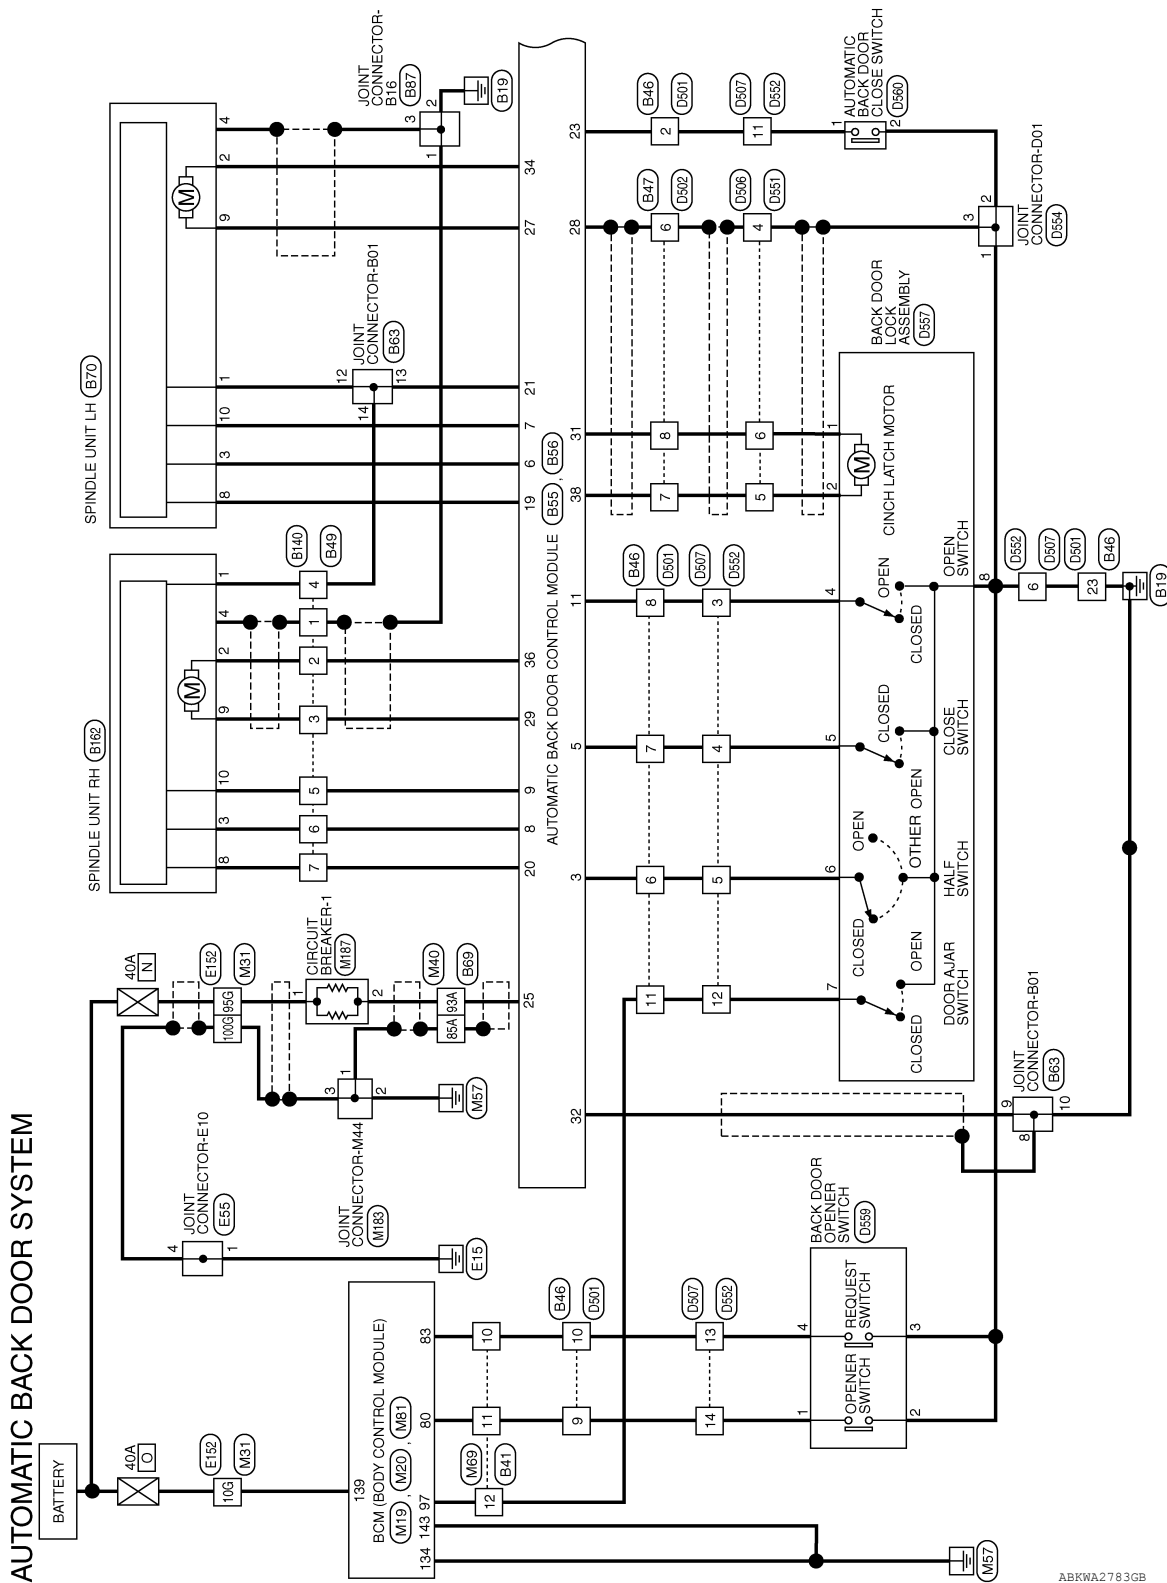 AUTOMATIC BACK DOOR SYSTEM
BATTERY
40A
O
E152
M31
10G
139
BCM (BODY CONTROL MODULE)
M19 , M20 , M81
134
143
97
80
83
M57
12
M69
B41
11
10
9
10
B46
D501
14
13
D507
D552
1
4
OPENER
SWITCH
REQUEST
SWITCH
2
3
BACK DOOR
OPENER
SWITCH
D559
JOINT
CONNECTOR-E10
E55
4
1
E15
40A
N
E152
M31
100G
95G
CIRCUIT
BREAKER-1
M187
1
2
JOINT
CONNECTOR-M44
M183
3
1
2
M57
M40
B69
85A
93A
25
SPINDLE UNIT RH
B162
8
3
10
9
2
4
1
M
7
6
5
3
2
1
4
B140
B49
20
8
9
29
36
SPINDLE UNIT LH
B70
8
3
10
1
9
2
4
M
JOINT
CONNECTOR-B01
B63
12
14
13
JOINT
CONNECTOR-
B16
B87
3
2
1
B19
19
6
7
21
27
34
AUTOMATIC BACK DOOR CONTROL MODULE
B55 , B56
32
3
5
11
38
31
28
23
11
6
7
8
B46
D501
12
5
4
3
D507
D552
7
8
6
B47
D502
5
6
4
D506
D551
2
B46
D501
11
D507
D552
1
2
AUTOMATIC
BACK DOOR
CLOSE SWITCH
D560
3
2
1
JOINT
CONNECTOR-D01
D554
BACK DOOR
LOCK
ASSEMBLY
D557
7
6
5
4
2
1
8
CLOSED
OPEN
DOOR AJAR
SWITCH
CLOSED
OPEN
OTHER OPEN
HALF
SWITCH
CLOSED
CLOSE
SWITCH
CLOSED
OPEN
OPEN
SWITCH
M
CINCH LATCH MOTOR
JOINT
CONNECTOR-B01
B63
9
8
10
6
23
D552
D507
D501
B46
B19
ABKWA2783GB